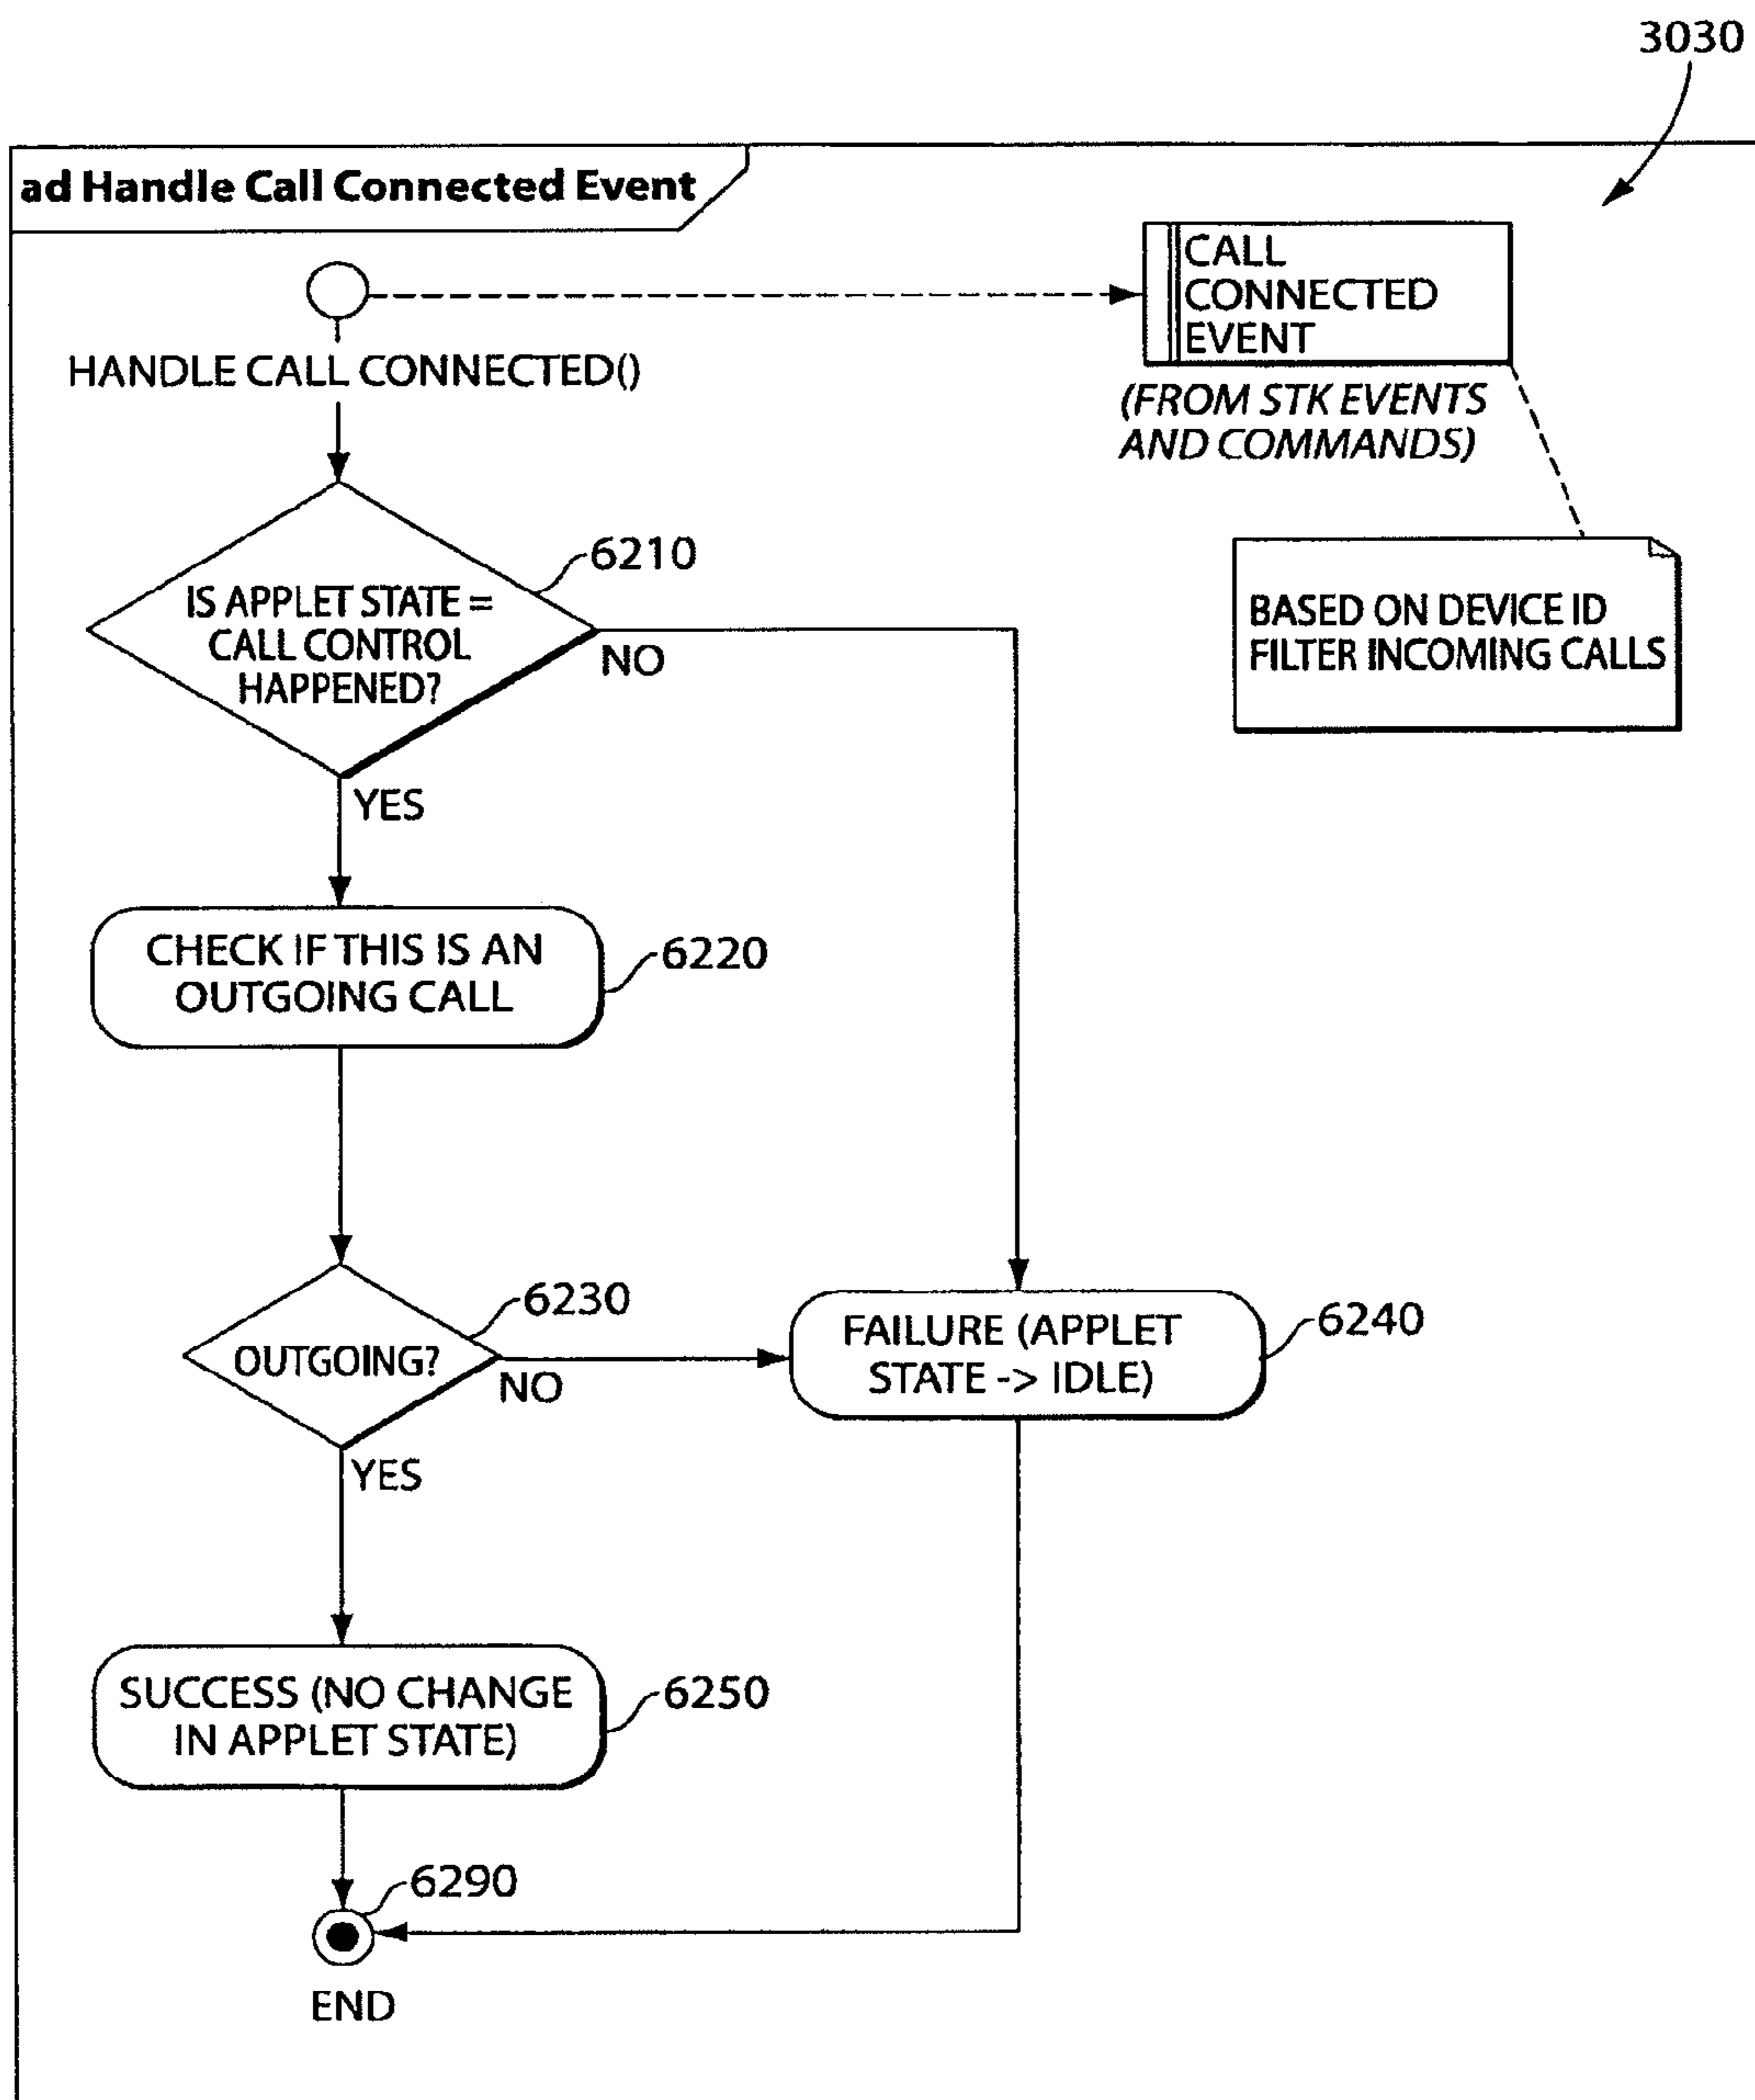 3030
ad Handle Call Connected Event
CALL
CONNECTED
EVENT
HANDLE CALL CONNECTED()
(FROM STK EVENTS
AND COMMANDS)
6210
IS APPLET STATE =
CALL CONTROL
HAPPENED?
NO
BASED ON DEVICE ID
FILTER INCOMING CALLS
YES
CHECK IF THIS IS AN
OUTGOING CALL
6220
6230
OUTGOING?
NO
FAILURE (APPLET
STATE -> IDLE)
6240
YES
SUCCESS (NO CHANGE
IN APPLET STATE)
6250
6290
END